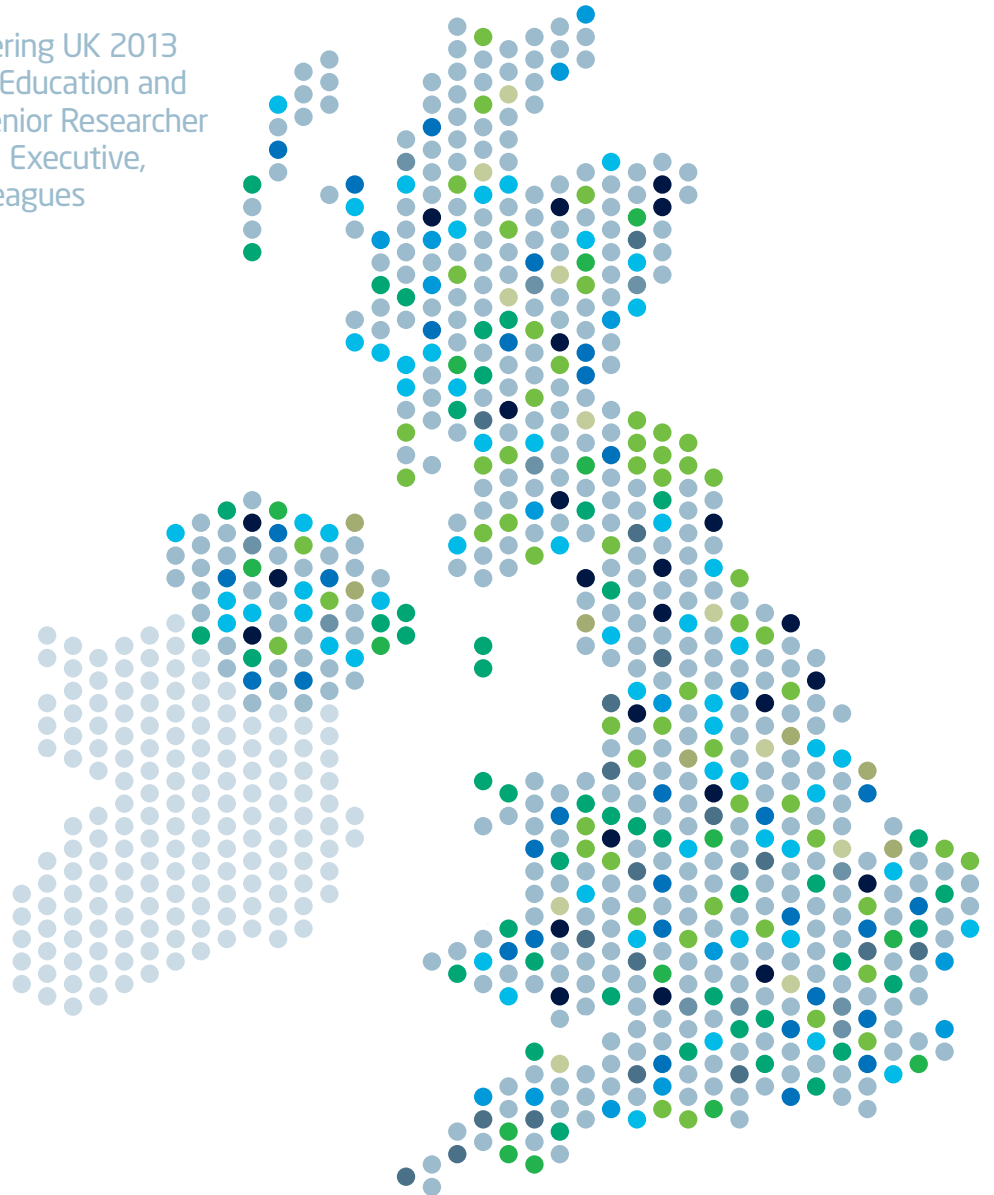 ering UK 2013
Education and
enior Researcher
Executive,
eagues